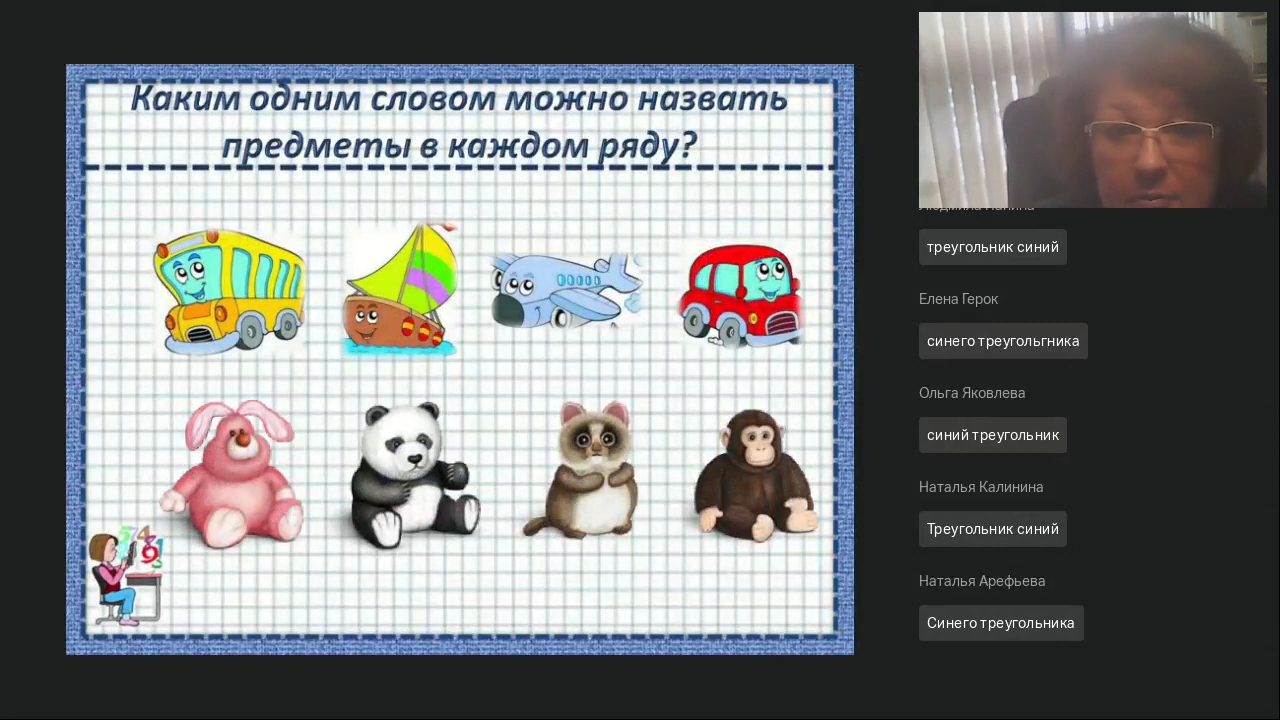 Каким одним словом можно назвать
предметы в каждом ряду?
треугольник синий
Елена Герок
синего треугольгника
Ольга Яковлева
синий треугольник
Наталья Калинина
Треугольник синий
Наталья Арефьева
Синего треугольника